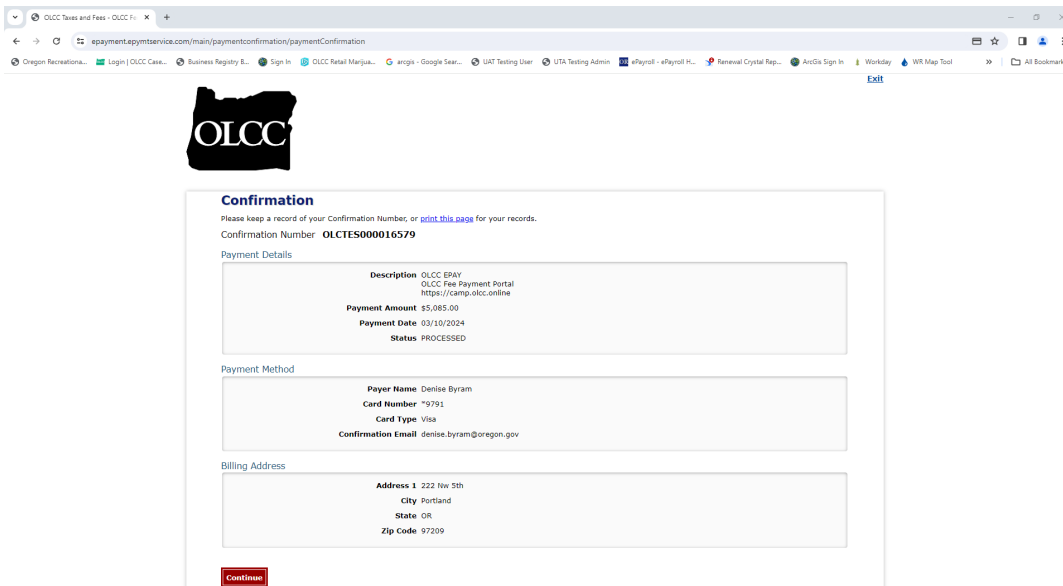 OLCC Taxes and Fees - OLCC Fe
epayment.epymtservice.com/main/paymentconfirmation/paymentConfirmation
Oregon Recreationa... Login | OLCC Case... Business Registry B... Sign In OLCC Retail Marijua... arcgis - Google Sear... UAT Testing User UTA Testing Admin OR ePayroll - ePayroll H... Renewal Crystal Rep... ArcGis Sign In Workday WR Map Tool » All Bookmark
Exit
OLCC
Confirmation
Please keep a record of your Confirmation Number, or print this page for your records.
Confirmation Number OLCTES000016579
Payment Details
Description OLCC EPAY
OLCC Fee Payment Portal
https://camp.olcc.online
Payment Amount $5,085.00
Payment Date 03/10/2024
Status PROCESSED
Payment Method
Payer Name Denise Byram
Card Number *9791
Card Type Visa
Confirmation Email denise.byram@oregon.gov
Billing Address
Address 1 222 Nw 5th
City Portland
State OR
Zip Code 97209
Continue